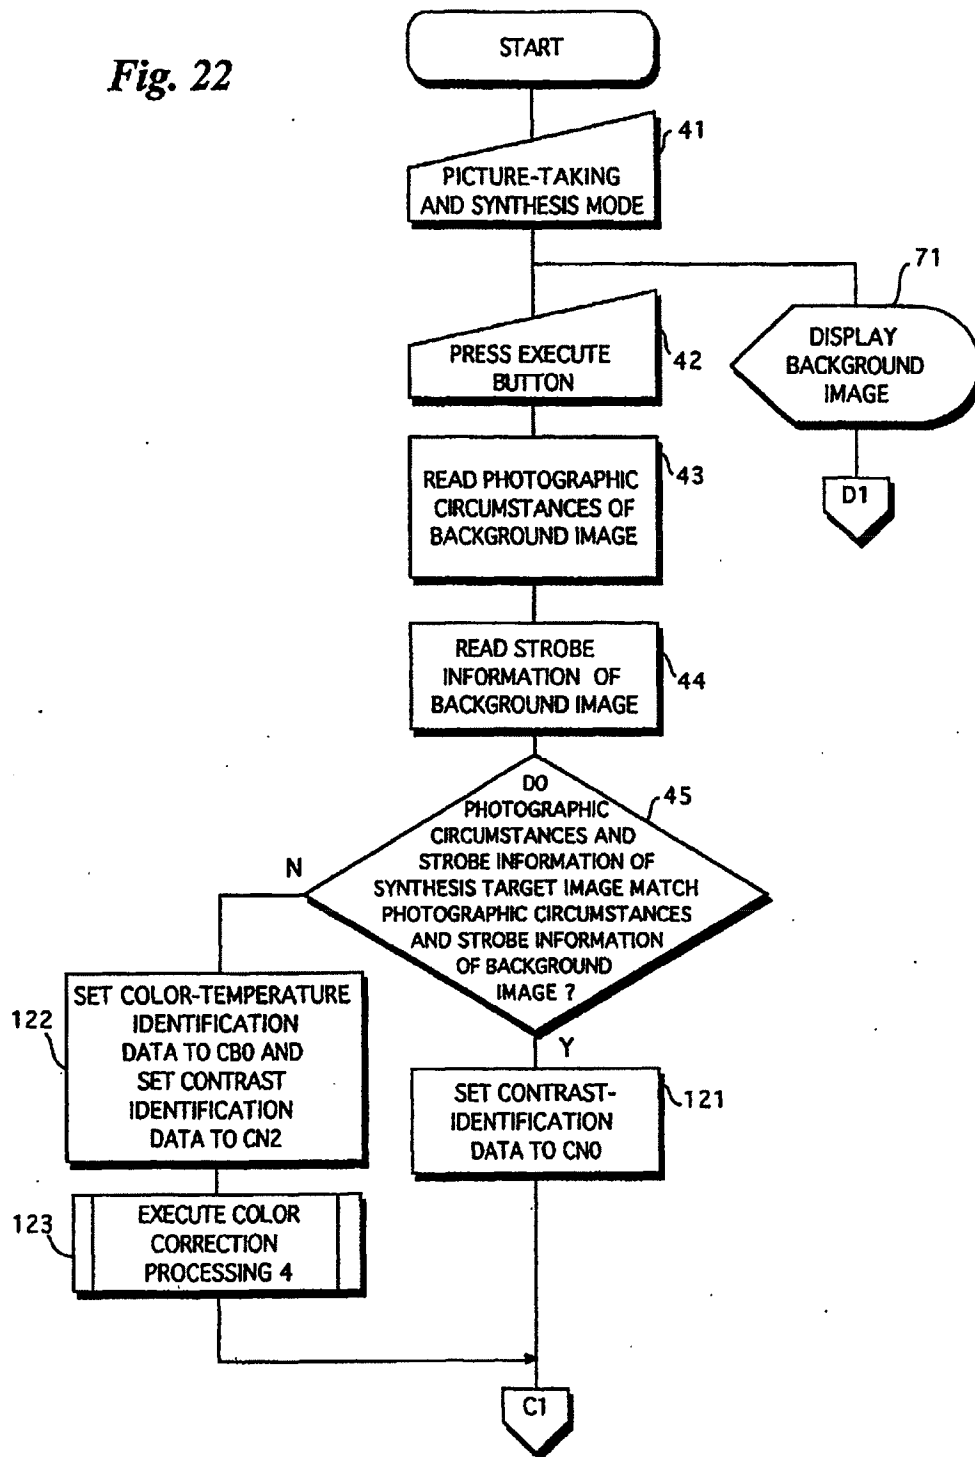 Fig. 22
START
41
PICTURE-TAKING
AND SYNTHESIS MODE
71
DISPLAY
BACKGROUND
IMAGE
D1
PRESS EXECUTE
BUTTON
42
43
READ PHOTOGRAPHIC
CIRCUMSTANCES OF
BACKGROUND IMAGE
READ STROBE
INFORMATION OF
BACKGROUND IMAGE
44
45
DO
PHOTOGRAPHIC
CIRCUMSTANCES AND
STROBE INFORMATION OF
SYNTHESIS TARGET IMAGE MATCH
PHOTOGRAPHIC CIRCUMSTANCES
AND STROBE INFORMATION
OF BACKGROUND
IMAGE ?
N
Y
122
SET COLOR-TEMPERATURE
IDENTIFICATION
DATA TO CB0 AND
SET CONTRAST
IDENTIFICATION
DATA TO CN2
SET CONTRAST-
IDENTIFICATION
DATA TO CN0
121
123
EXECUTE COLOR
CORRECTION
PROCESSING 4
C1